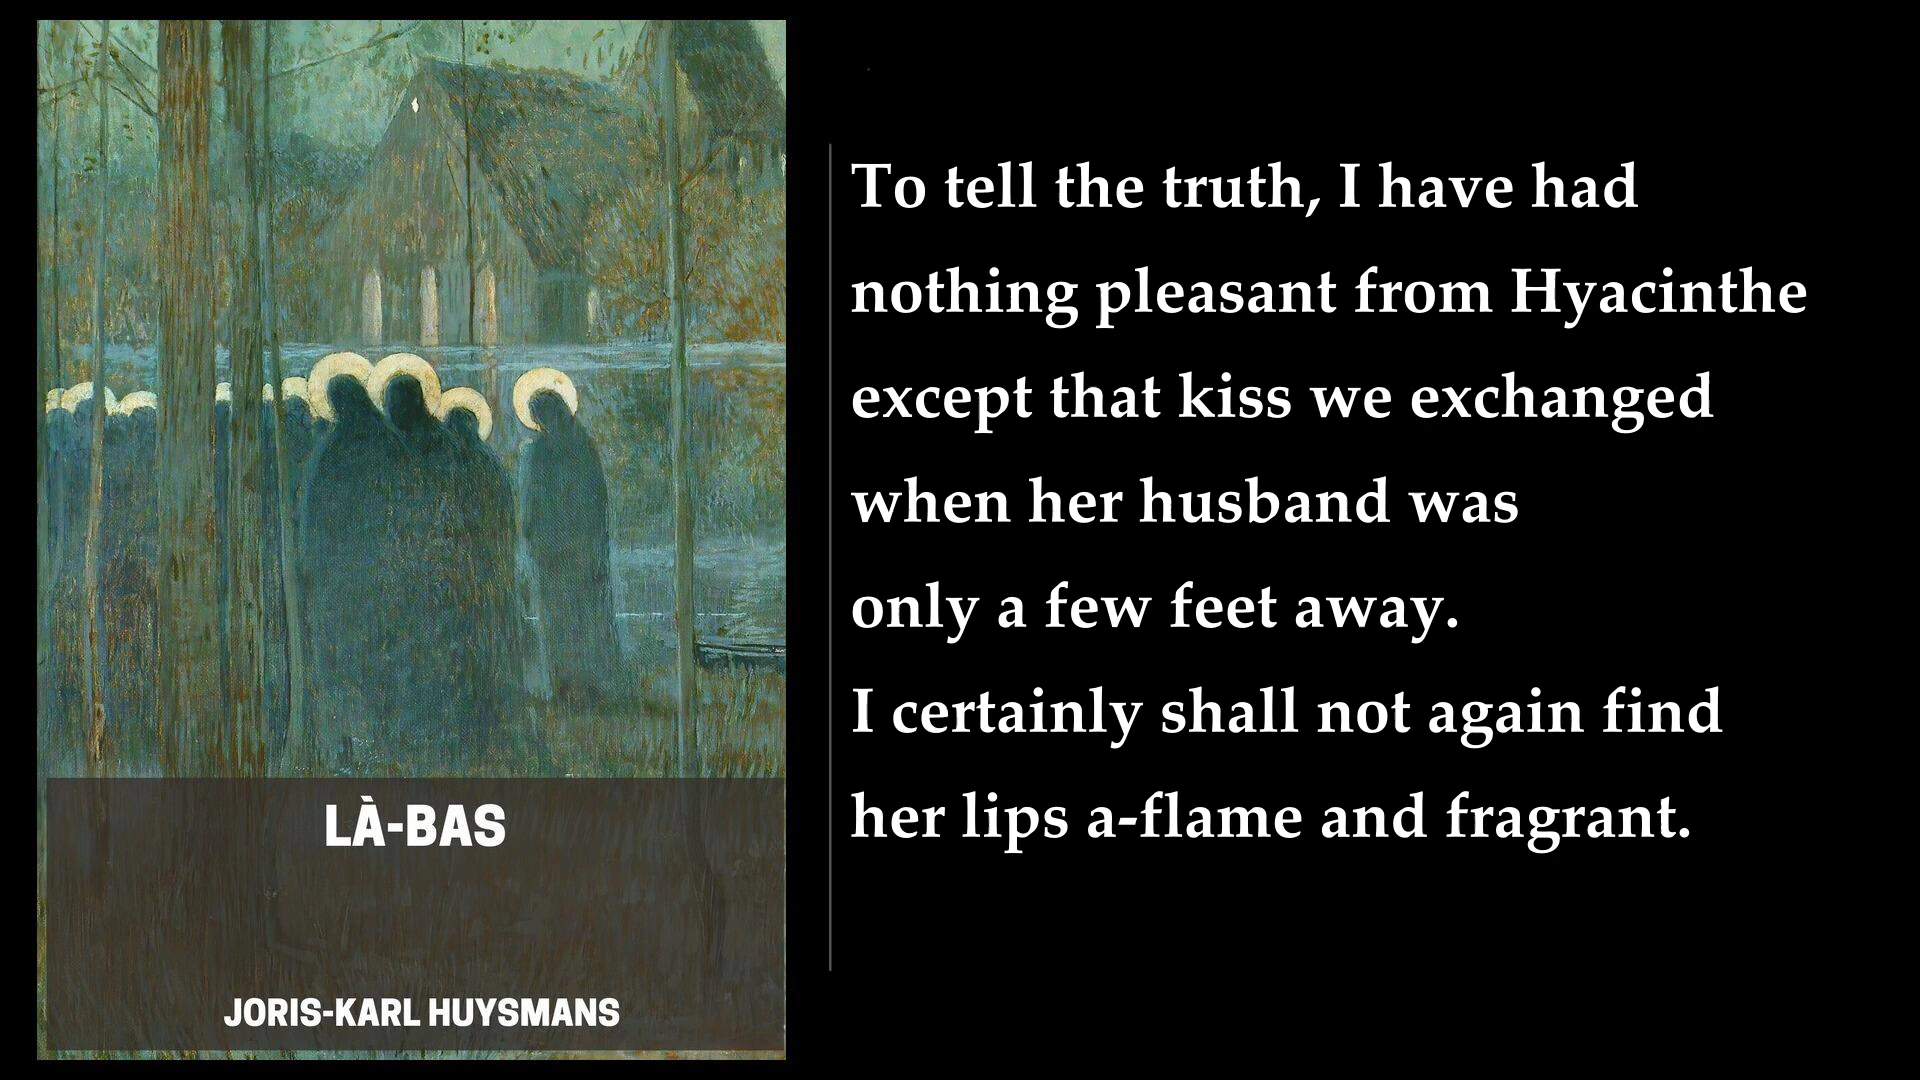 LÀ-BAS
JORIS-KARL HUYSMANS
To tell the truth, I have had
nothing pleasant from Hyacinthe
except that kiss we exchanged
when her husband was
only a few feet away.
I certainly shall not again find
her lips a-flame and fragrant.